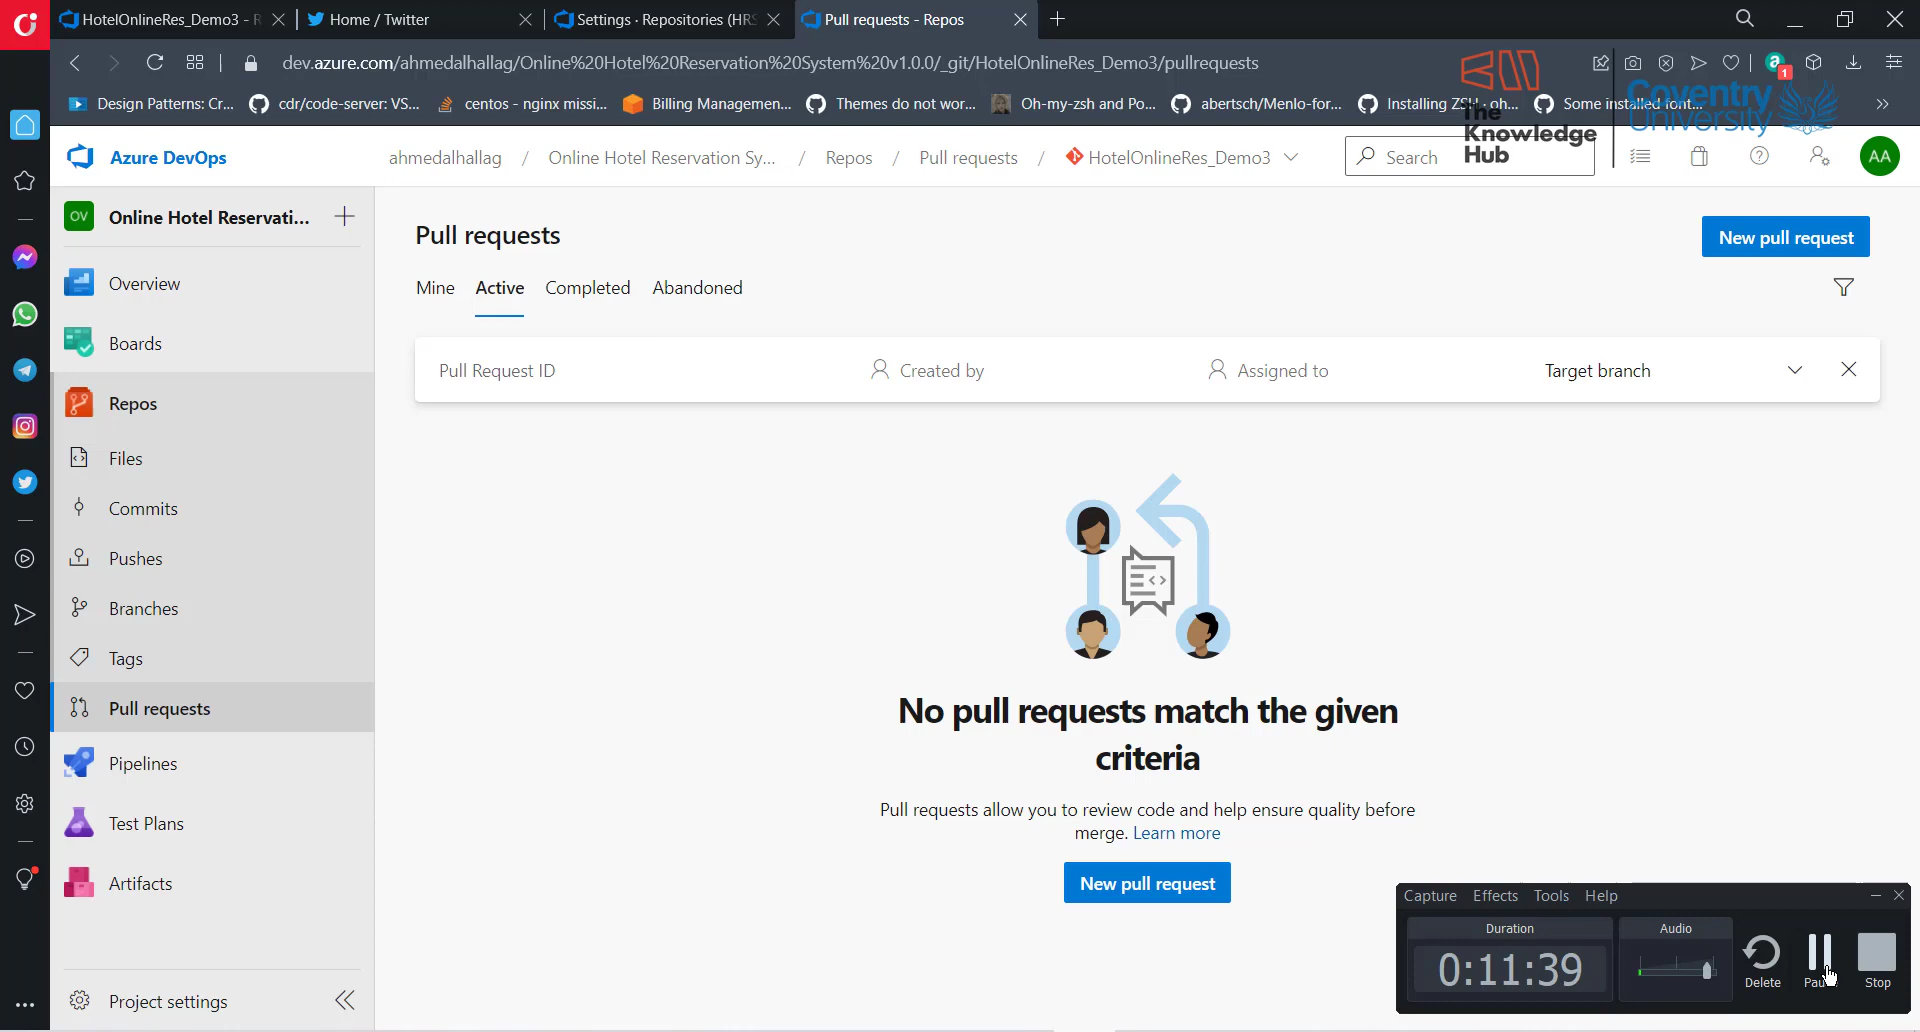 HotelOnlineRes_Demo3 - R
Home / Twitter
Settings · Repositories (HRS
Pull requests - Repos
dev.azure.com/ahmedalhallag/Online%20Hotel%20Reservation%20System%20v1.0.0/_git/HotelOnlineRes_Demo3/pullrequests
a
1
Design Patterns: Cr...
cdr/code-server: VS...
centos - nginx missi...
Billing Managemen...
Themes do not wor...
Oh-my-zsh and Po...
abertsch/Menlo-for...
Installing ZSH · oh...
Some installed font...
The
Knowledge
Hub
Coventry
University
Azure DevOps
ahmedalhallag / Online Hotel Reservation Sy... / Repos / Pull requests / HotelOnlineRes_Demo3
Search
AA
OV
Online Hotel Reservati...
Overview
Boards
Repos
Files
Commits
Pushes
Branches
Tags
Pull requests
Pipelines
Test Plans
Artifacts
Project settings
Pull requests
New pull request
Mine Active Completed Abandoned
Pull Request ID
Created by
Assigned to
Target branch
No pull requests match the given
criteria
Pull requests allow you to review code and help ensure quality before
merge. Learn more
New pull request
Capture Effects Tools Help
Duration
Audio
0:11:39
Delete
Stop